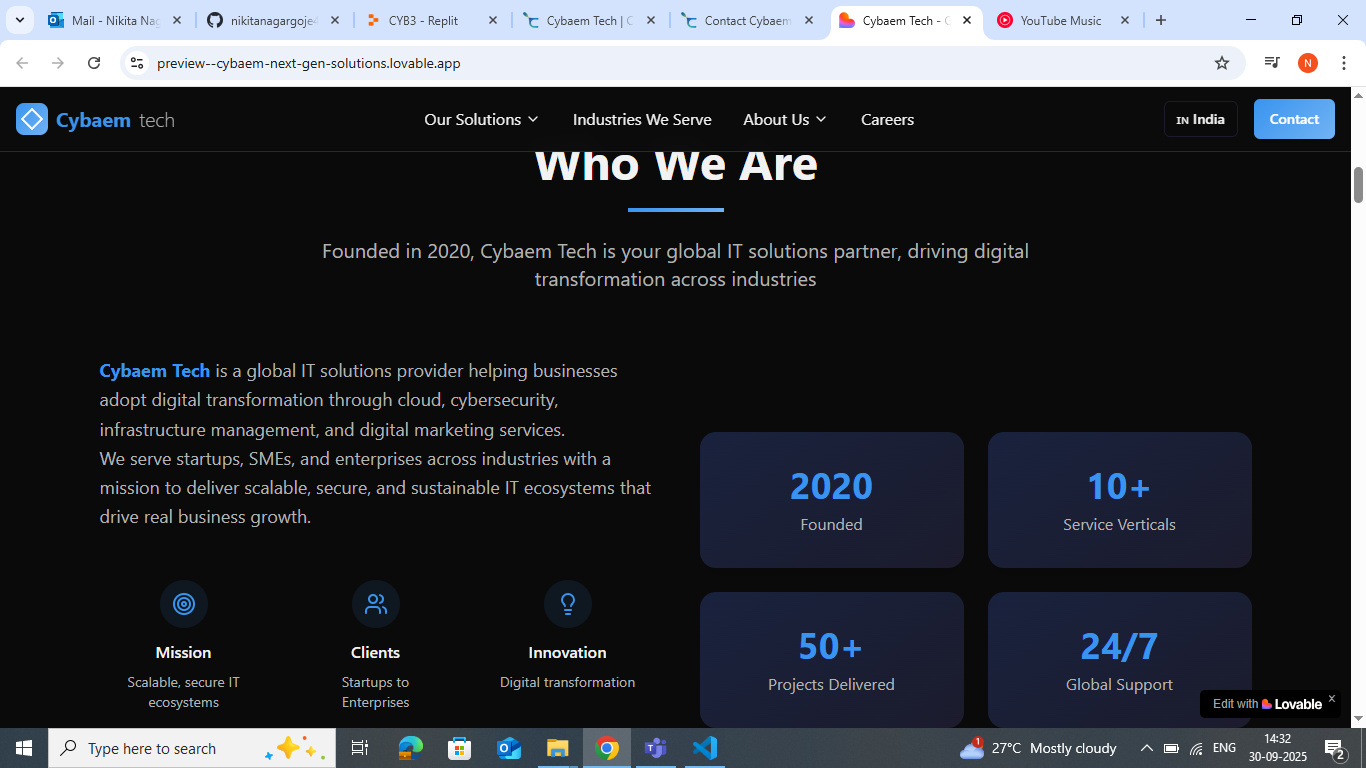 Mail - Nikita Nag
nikitanagargoje4
CYB3 - Replit
Cybaem Tech | C
Contact Cybaem
Cybaem Tech - G
YouTube Music
preview--cybaem-next-gen-solutions.lovable.app
N
Cybaem tech
Our Solutions
Industries We Serve
About Us
Careers
IN India
Contact
Who We Are
Founded in 2020, Cybaem Tech is your global IT solutions partner, driving digital
transformation across industries
Cybaem Tech is a global IT solutions provider helping businesses
adopt digital transformation through cloud, cybersecurity,
infrastructure management, and digital marketing services.
We serve startups, SMEs, and enterprises across industries with a
mission to deliver scalable, secure, and sustainable IT ecosystems that
drive real business growth.
Mission
Scalable, secure IT
ecosystems
Clients
Startups to
Enterprises
Innovation
Digital transformation
2020
Founded
10+
Service Verticals
50+
Projects Delivered
24/7
Global Support
Edit with Lovable
Type here to search
1
27°C Mostly cloudy
ENG
14:32
30-09-2025
2